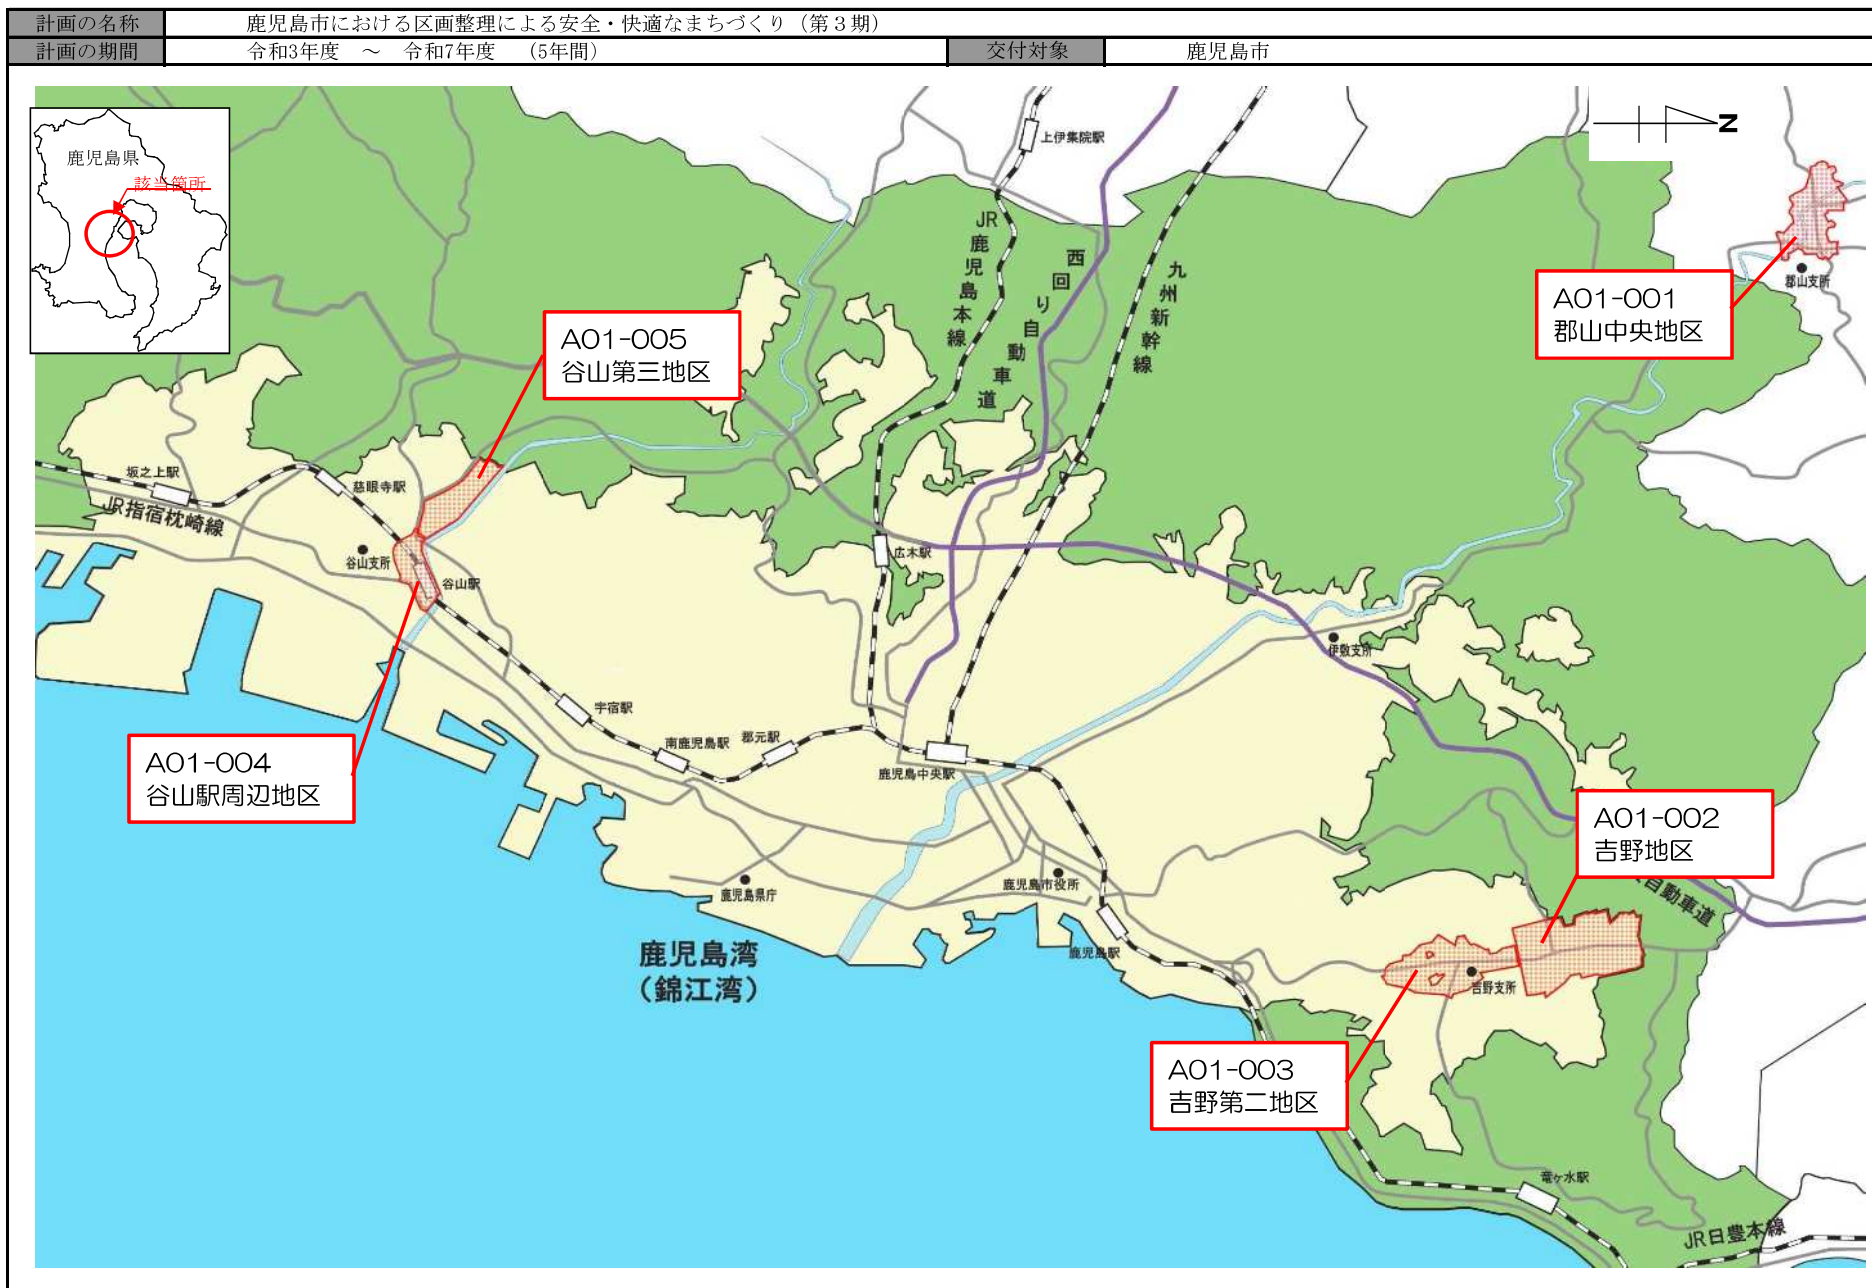 計画の名称
鹿児島市における区画整理による安全・快適なまちづくり（第３期）
計画の期間
令和3年度　～　令和7年度　（5年間）
交付対象
鹿児島市
鹿児島県
該当箇所
N
上伊集院駅
JR鹿児島本線
西回り自動車道
九州新幹線
郡山支所
A01-001
郡山中央地区
A01-005
谷山第三地区
坂之上駅
慈眼寺駅
JR指宿枕崎線
谷山支所
谷山駅
広木駅
伊敷支所
宇宿駅
南鹿児島駅
郡元駅
鹿児島中央駅
A01-004
谷山駅周辺地区
A01-002
吉野地区
自動車道
鹿児島県庁
鹿児島市役所
鹿児島駅
吉野支所
鹿児島湾
（錦江湾）
A01-003
吉野第二地区
竜ヶ水駅
JR日豊本線